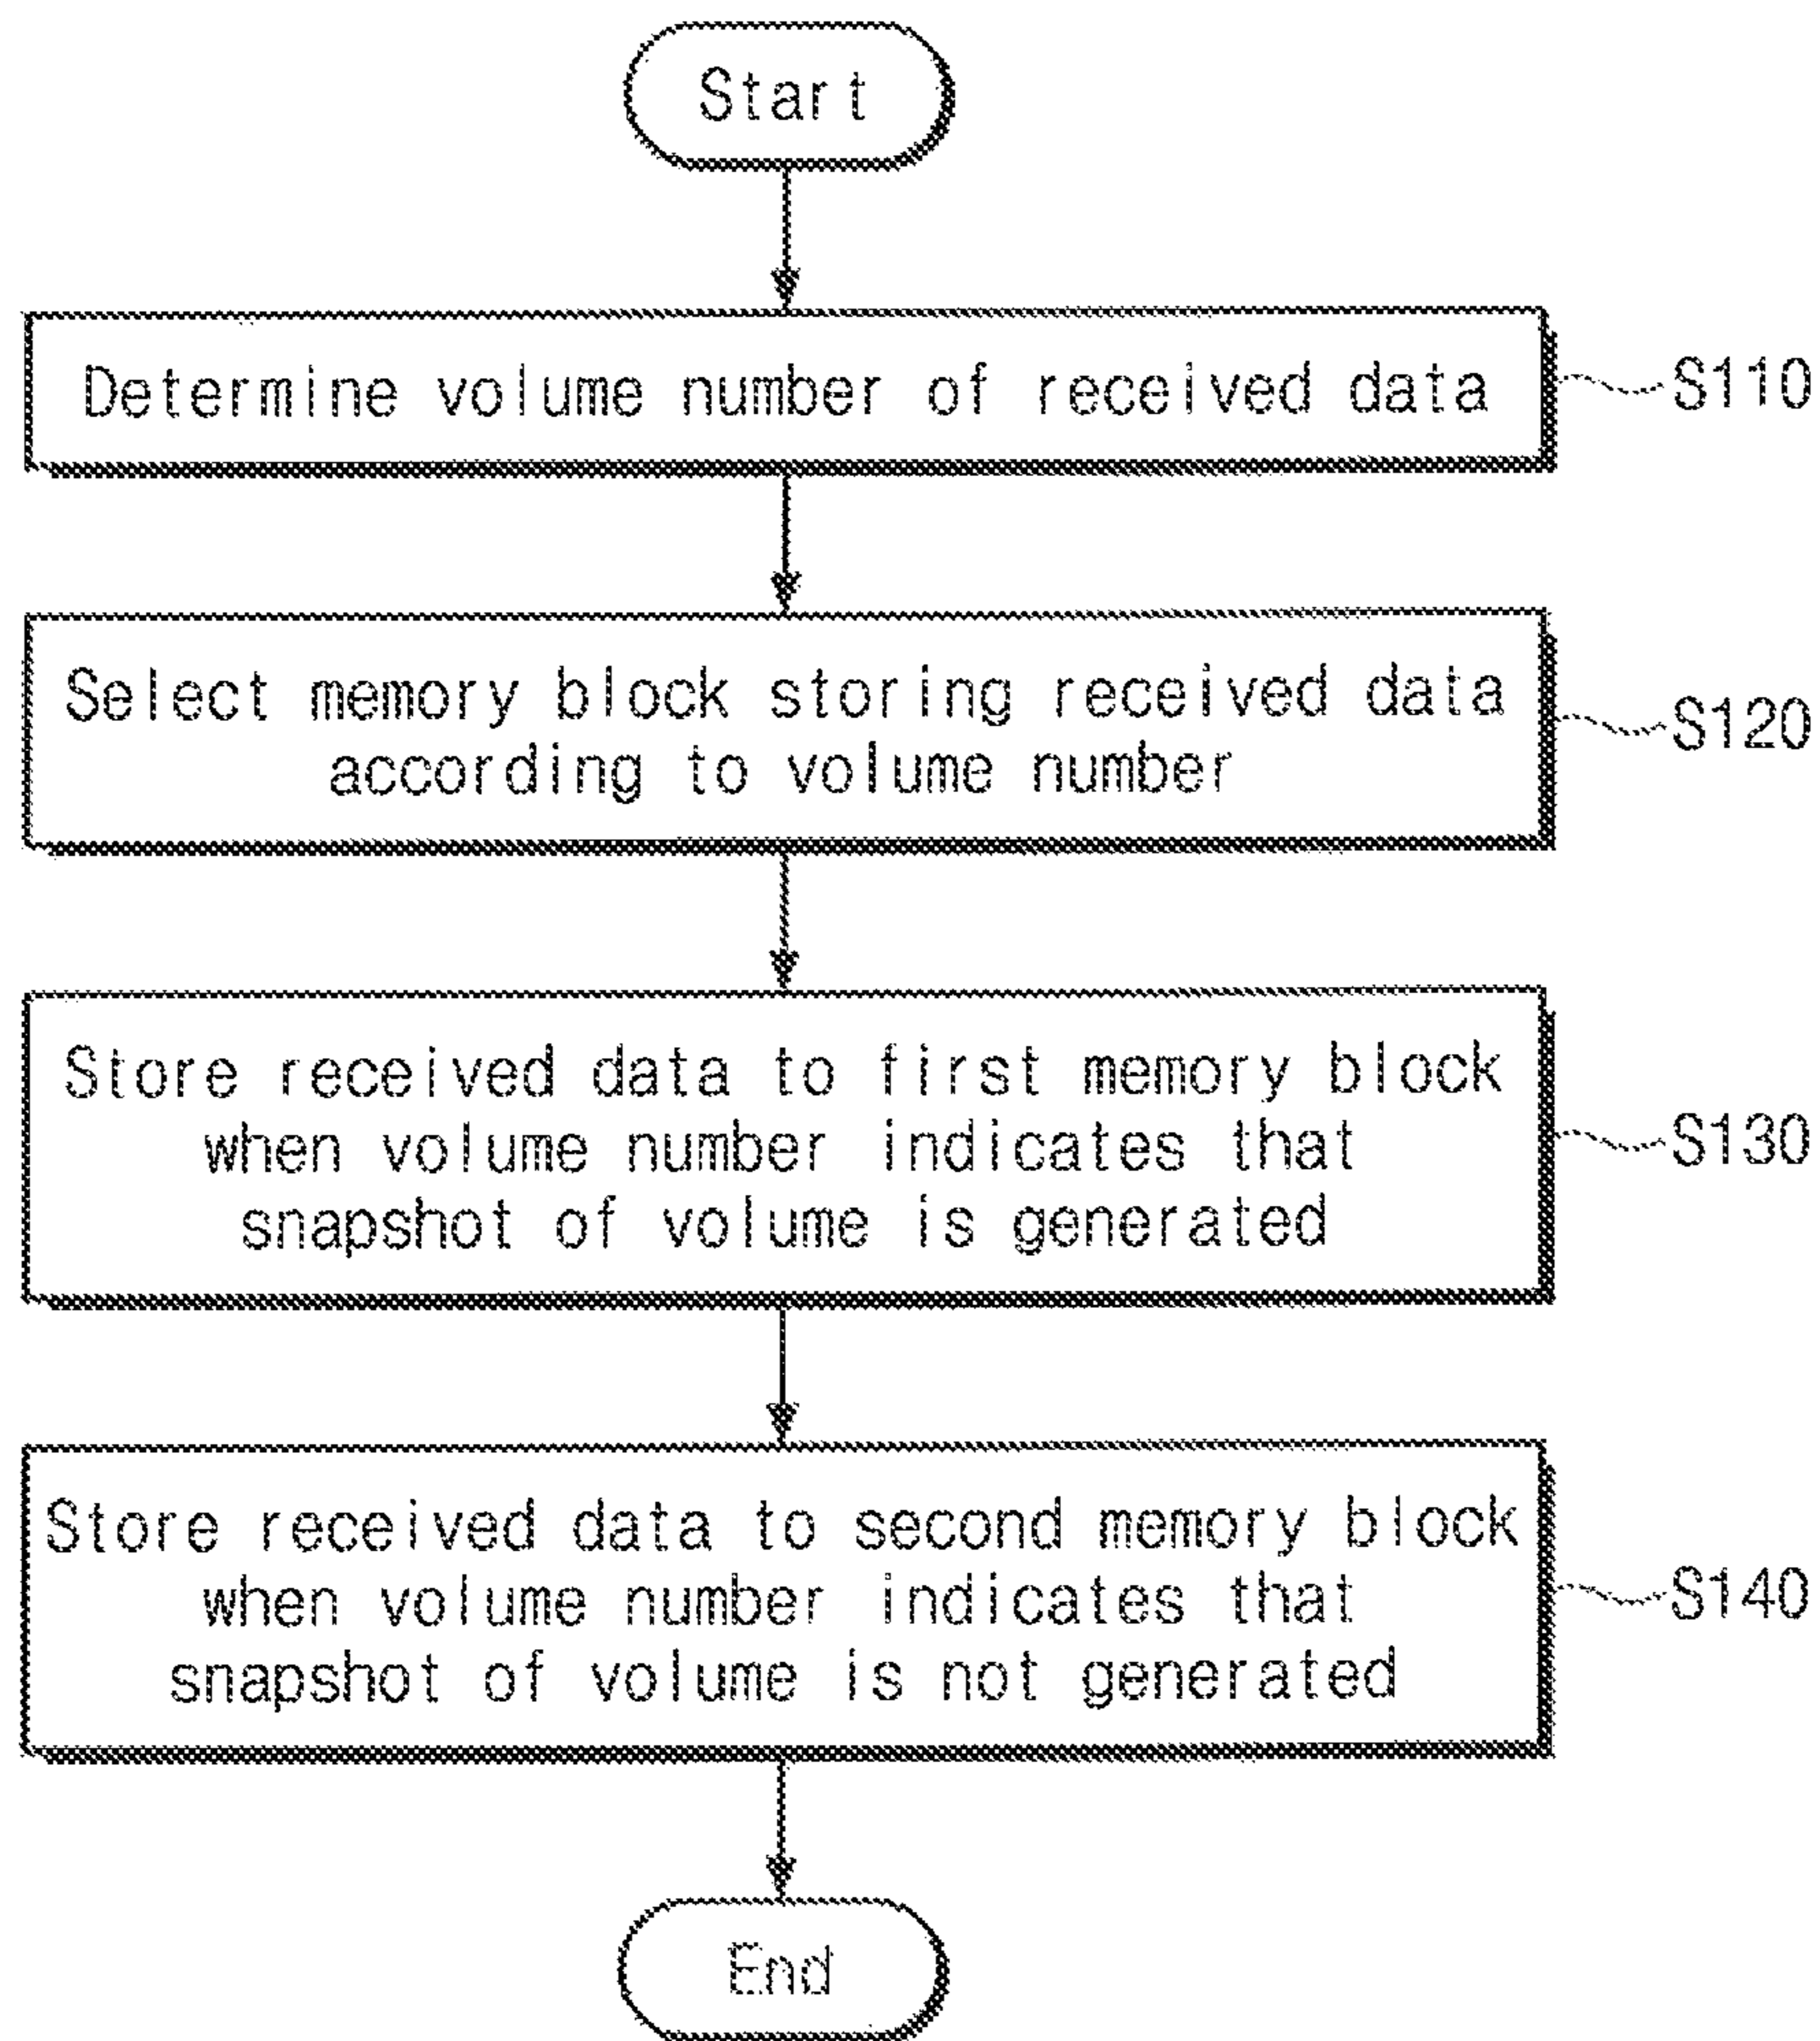 Start
Determine volume number of received data
S110
Select memory block storing received data
according to volume number
S120
Store received data to first memory block
when volume number indicates that
snapshot of volume is generated
S130
Store received data to second memory block
when volume number indicates that
snapshot of volume is not generated
S140
End